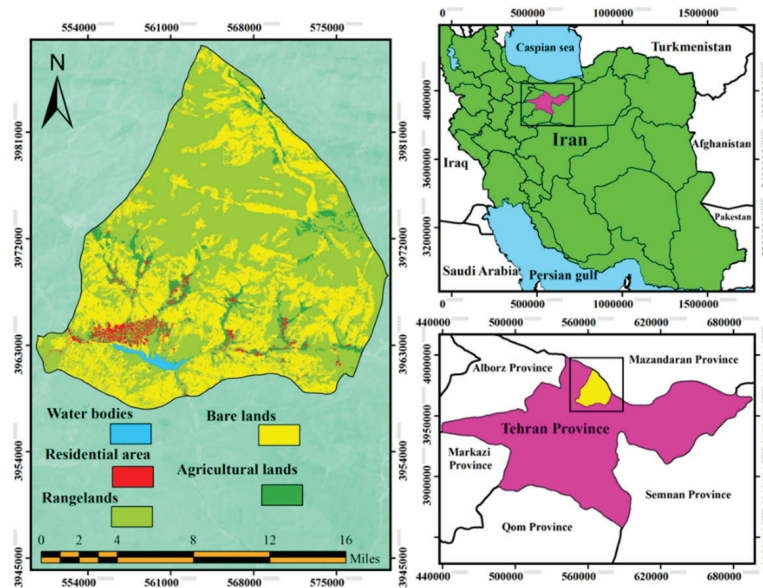 554000 561000 568000 575000
N
3981000
3972000
3963000
3954000
3945000
Water bodies
Bare lands
Residential area
Agricultural lands
Rangelands
0 2 4 8 12 16
Miles
554000 561000 568000 575000
5000000 1000000 1500000
Caspian sea
Turkmenistan
4000000
3600000
3200000
Iran
Afghanistan
Iraq
Pakestan
Saudi Arabia
Persian gulf
0 5000000 1000000 1500000
440000 500000 560000 620000 680000
4000000
3950000
3900000
Alborz Province
Mazandaran Province
Tehran Province
Markazi
Province
Semnan Province
Qom Province
440000 500000 560000 620000 680000